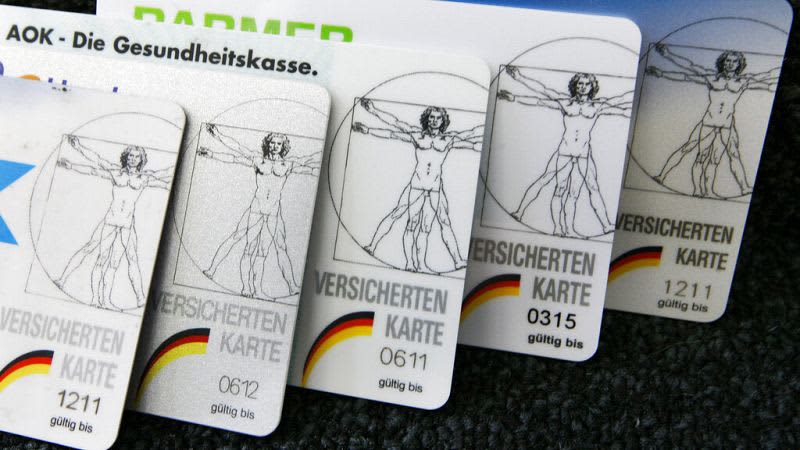 BARMER
AOK - Die Gesundheitskasse.
VERSICHERTEN
KARTE
1211
gültig bis
VERSICHERTEN
KARTE
0612
gültig bis
VERSICHERTEN
KARTE
0611
gültig bis
VERSICHERTEN
KARTE
0315
gültig bis
VERSICHERTEN
KARTE
1211
gültig bis